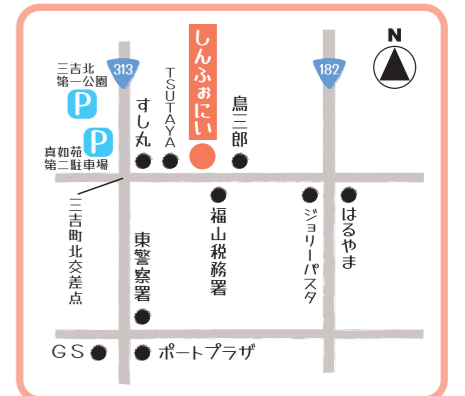 N
しんふぉにい
313
182
三吉北
第一公園
P
TSUTAYA
すし丸
鳥三郎
P
真如苑
第二駐車場
三吉町北交差点
東警察署
福山税務署
ジョリーパスタ
はるやま
GS
ポートプラザ